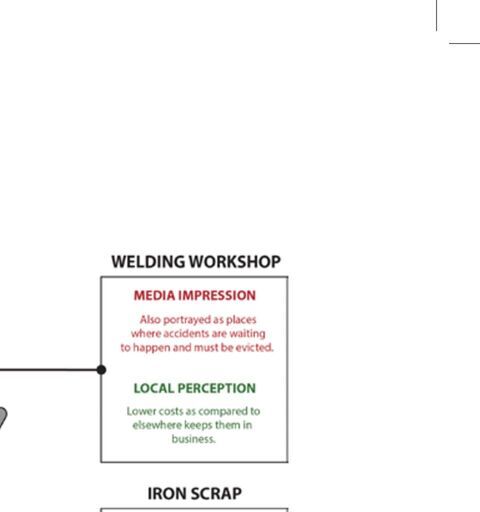 WELDING WORKSHOP
MEDIA IMPRESSION
Also portrayed as places
where accidents are waiting
to happen and must be evicted.
LOCAL PERCEPTION
Lower costs as compared to
elsewhere keeps them in
business.
IRON SCRAP